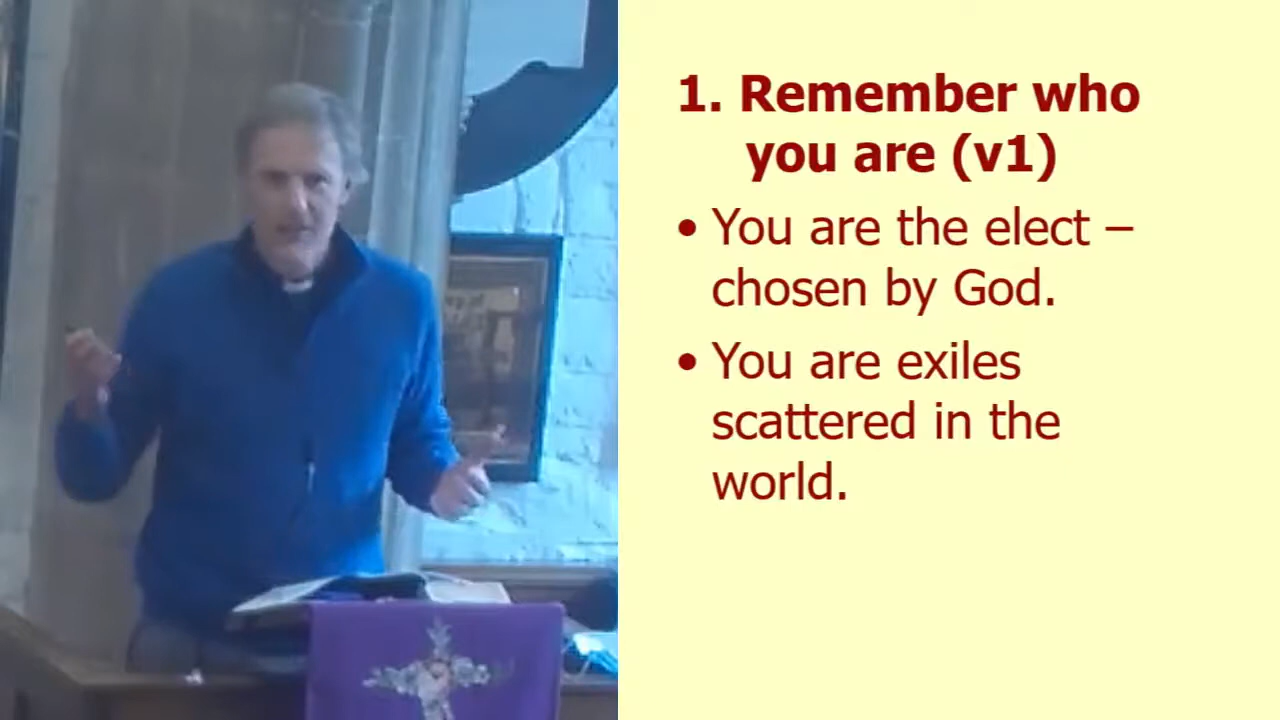 1. Remember who
you are (v1)
• You are the elect –
chosen by God.
• You are exiles
scattered in the
world.